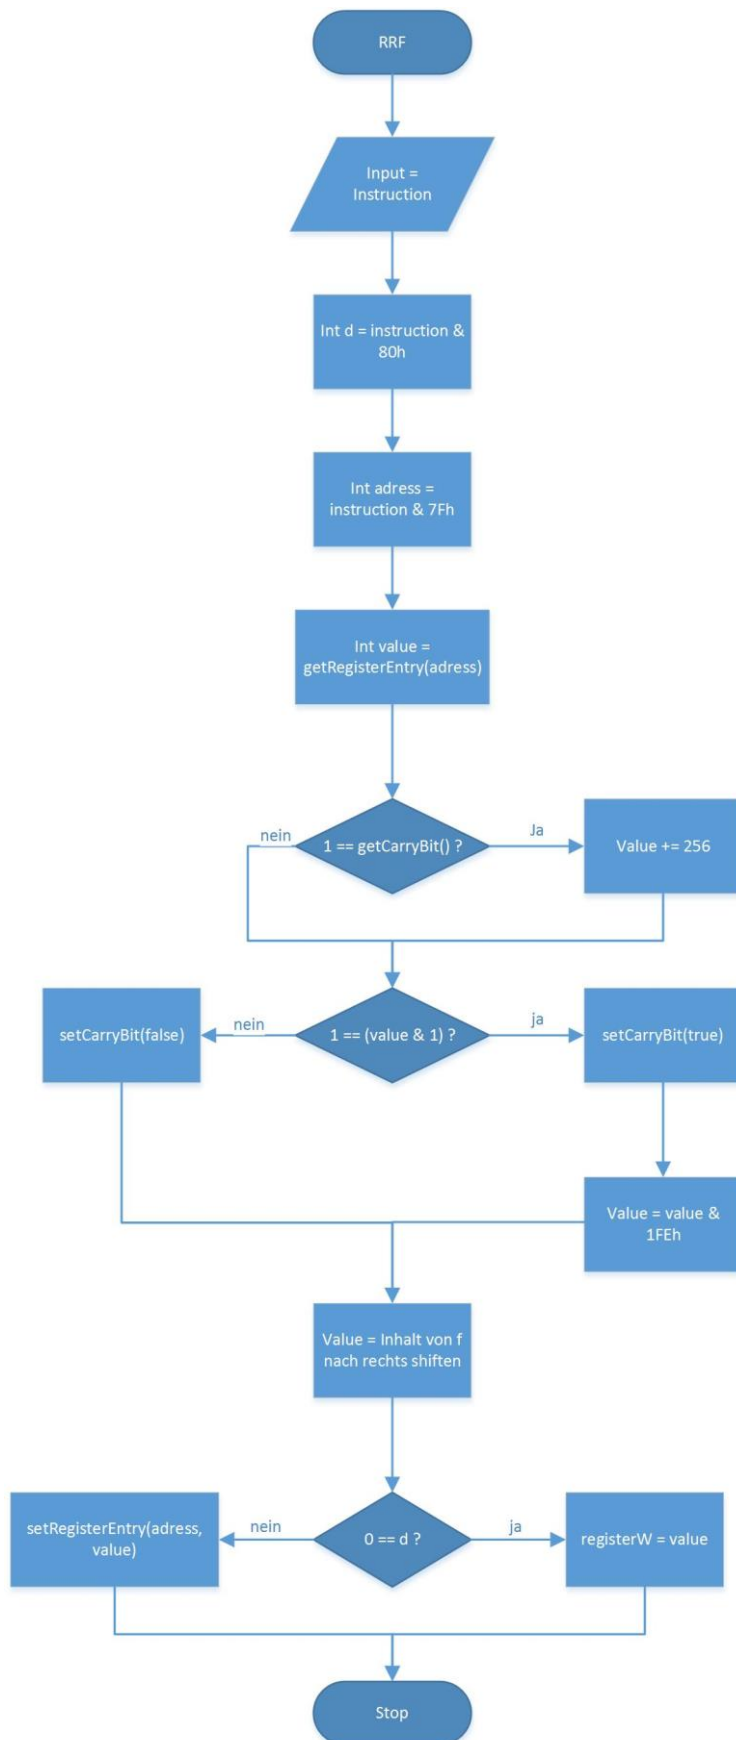 RRF
Input =
Instruction
Int d = instruction &
80h
Int adress =
instruction & 7Fh
Int value =
getRegisterEntry(adress)
nein
1 == getCarryBit() ?
Ja
Value += 256
setCarryBit(false)
nein
1 == (value & 1) ?
ja
setCarryBit(true)
Value = value &
1FEh
Value = Inhalt von f
nach rechts shiften
setRegisterEntry(adress,
value)
nein
0 == d ?
ja
registerW = value
Stop